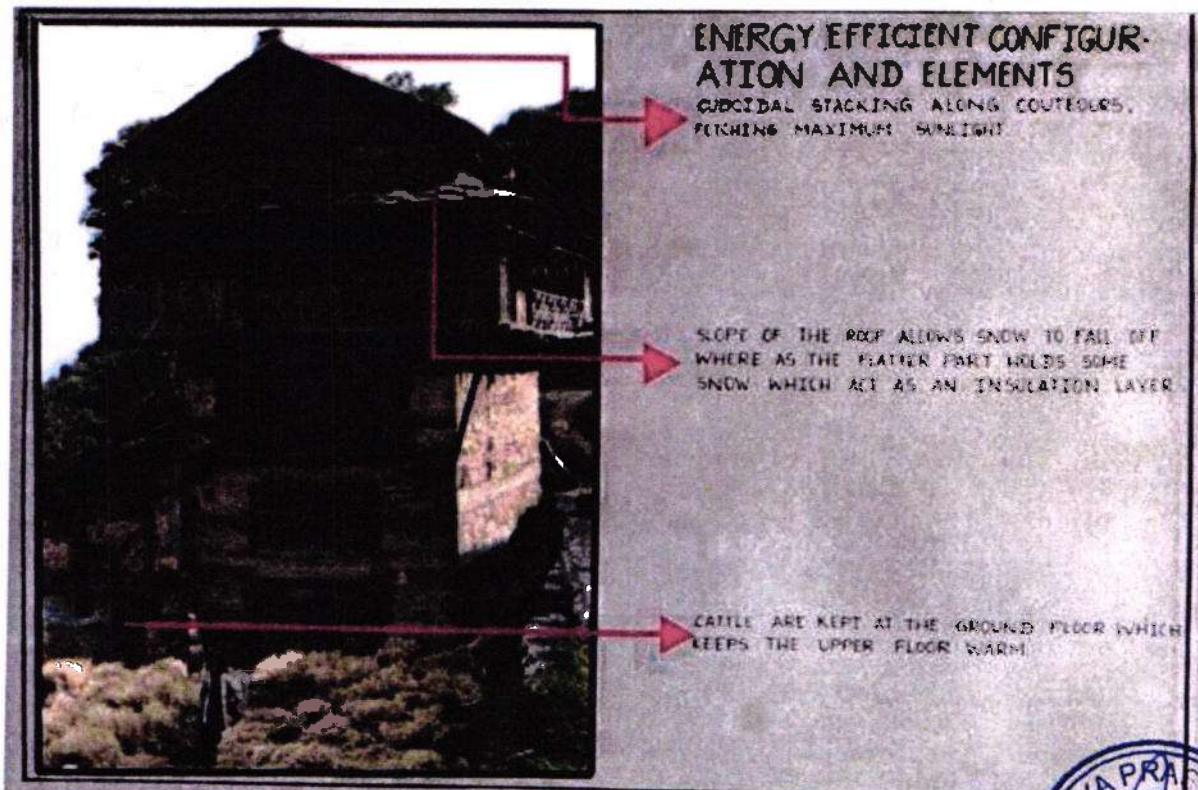 ENERGY EFFICIENT CONFIGUR-
ATION AND ELEMENTS
CUBOIDAL STACKING ALONG COUTEOURS,
FETCHING MAXIMUM SUNLIGHT
SLOPE OF THE ROOF ALLOWS SNOW TO FALL OFF
WHERE AS THE FLATTER PART HOLDS SOME
SNOW WHICH ACT AS AN INSULATION LAYER
CATTLE ARE KEPT AT THE GROUND FLOOR WHICH
KEEPS THE UPPER FLOOR WARM